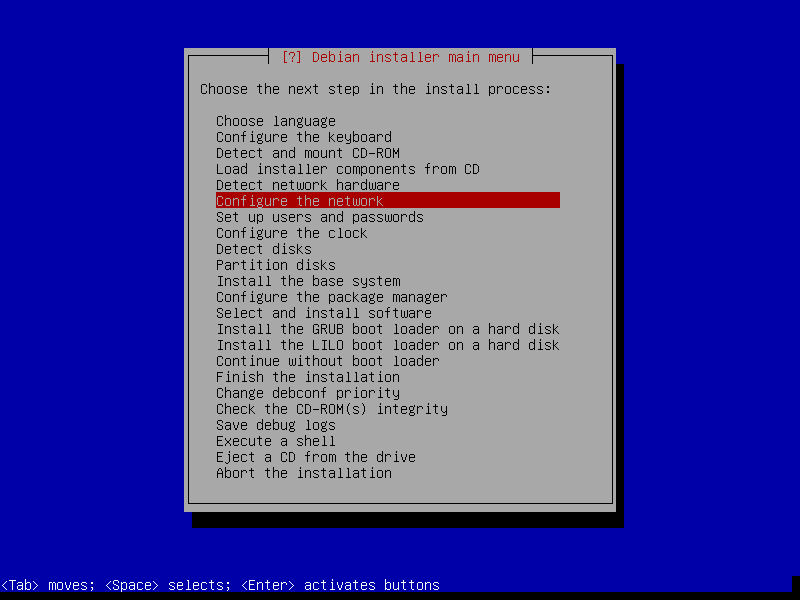 [?] Debian installer main menu
Choose the next step in the install process:
Choose language
Configure the keyboard
Detect and mount CD-ROM
Load installer components from CD
Detect network hardware
Configure the network
Set up users and passwords
Configure the clock
Detect disks
Partition disks
Install the base system
Configure the package manager
Select and install software
Install the GRUB boot loader on a hard disk
Install the LILO boot loader on a hard disk
Continue without boot loader
Finish the installation
Change debconf priority
Check the CD-ROM(s) integrity
Save debug logs
Execute a shell
Eject a CD from the drive
Abort the installation
<Tab> moves; <Space> selects; <Enter> activates buttons